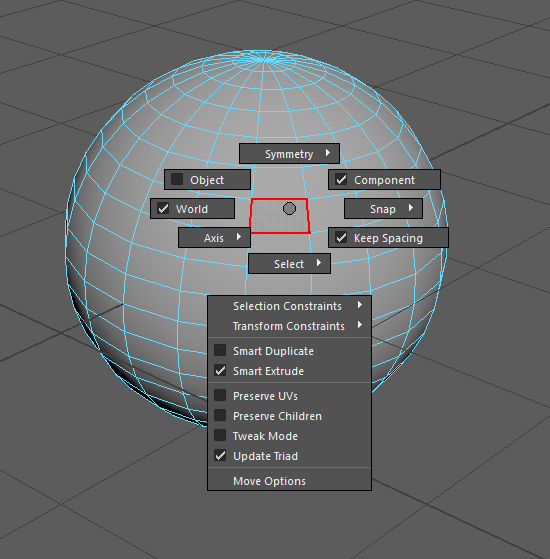 Symmetry
Object
Component
World
Snap
Axis
Keep Spacing
Select
Selection Constraints
Transform Constraints
Smart Duplicate
Smart Extrude
Preserve UVs
Preserve Children
Tweak Mode
Update Triad
Move Options